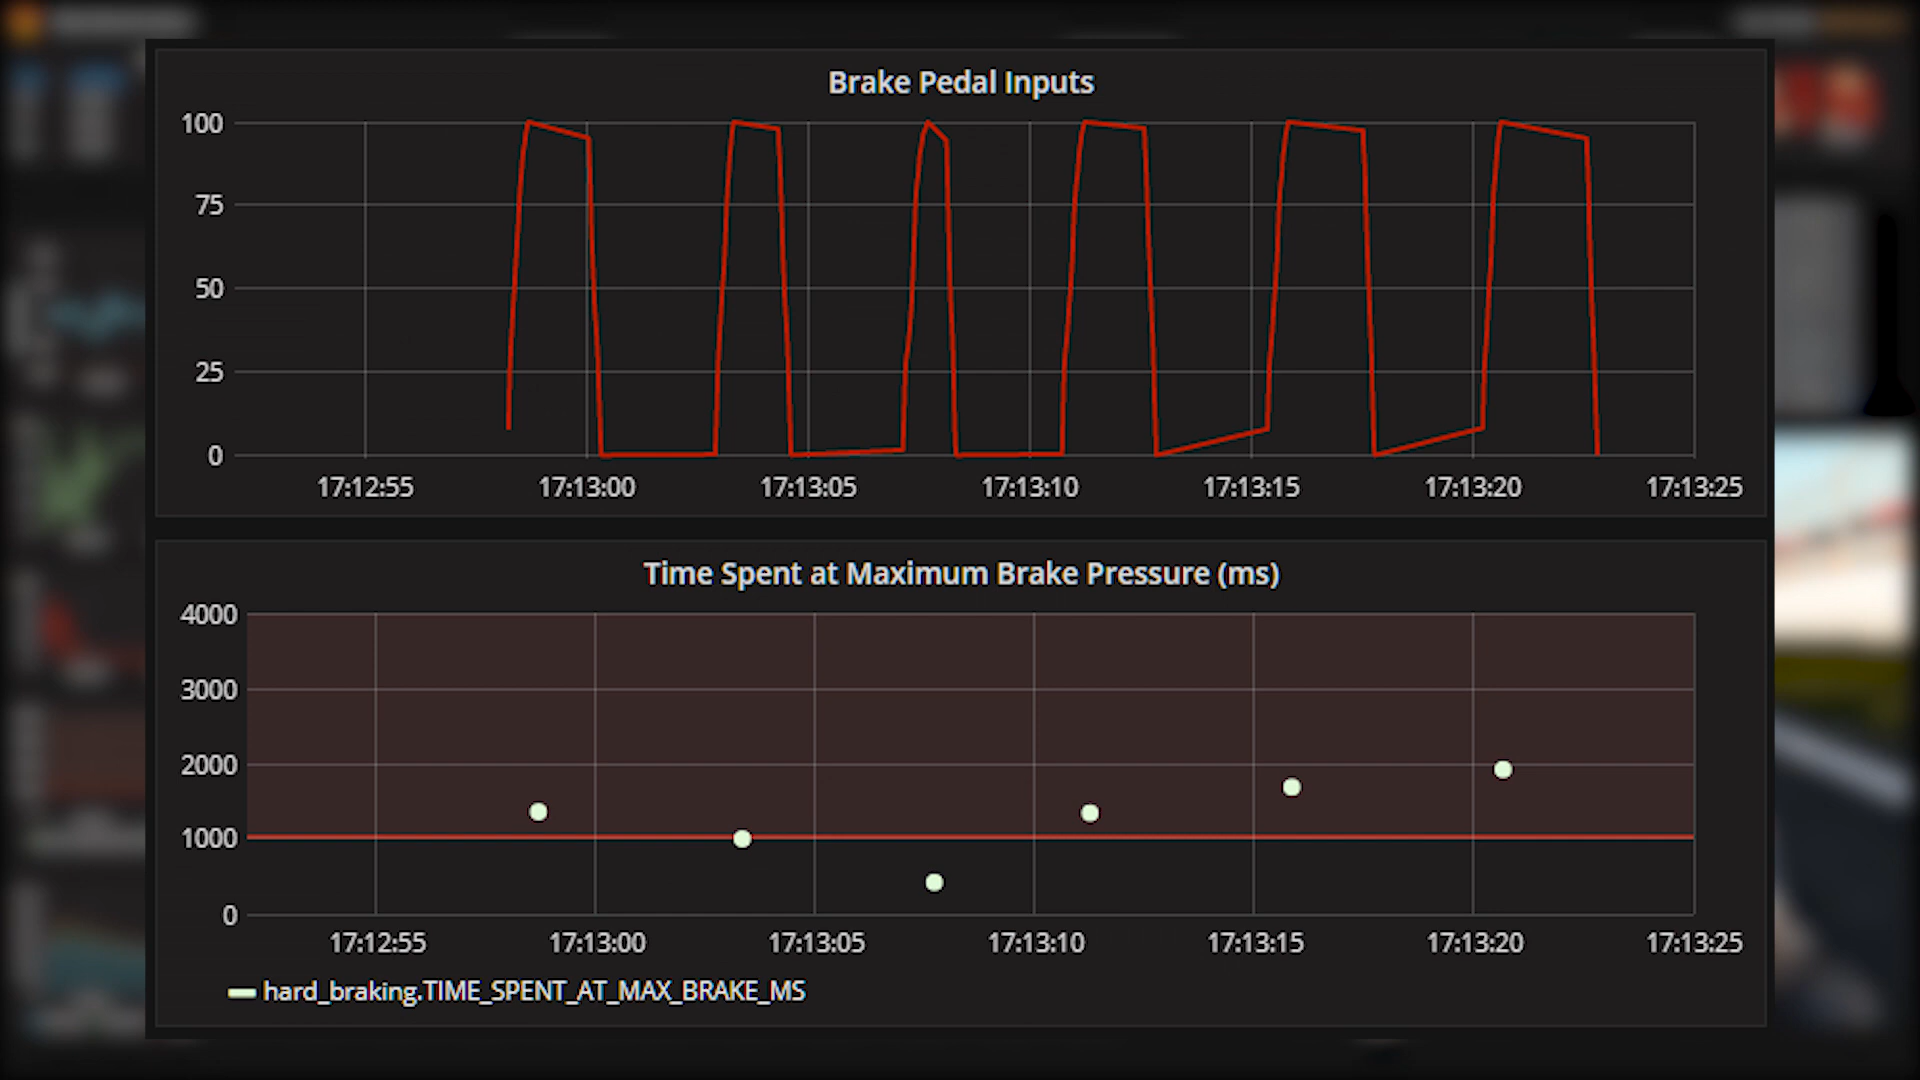 Brake Pedal Inputs
100
75
50
25
0
17:12:55 17:13:00 17:13:05 17:13:10 17:13:15 17:13:20 17:13:25
Time Spent at Maximum Brake Pressure (ms)
4000
3000
2000
1000
0
17:12:55 17:13:00 17:13:05 17:13:10 17:13:15 17:13:20 17:13:25
hard_braking.TIME_SPENT_AT_MAX_BRAKE_MS